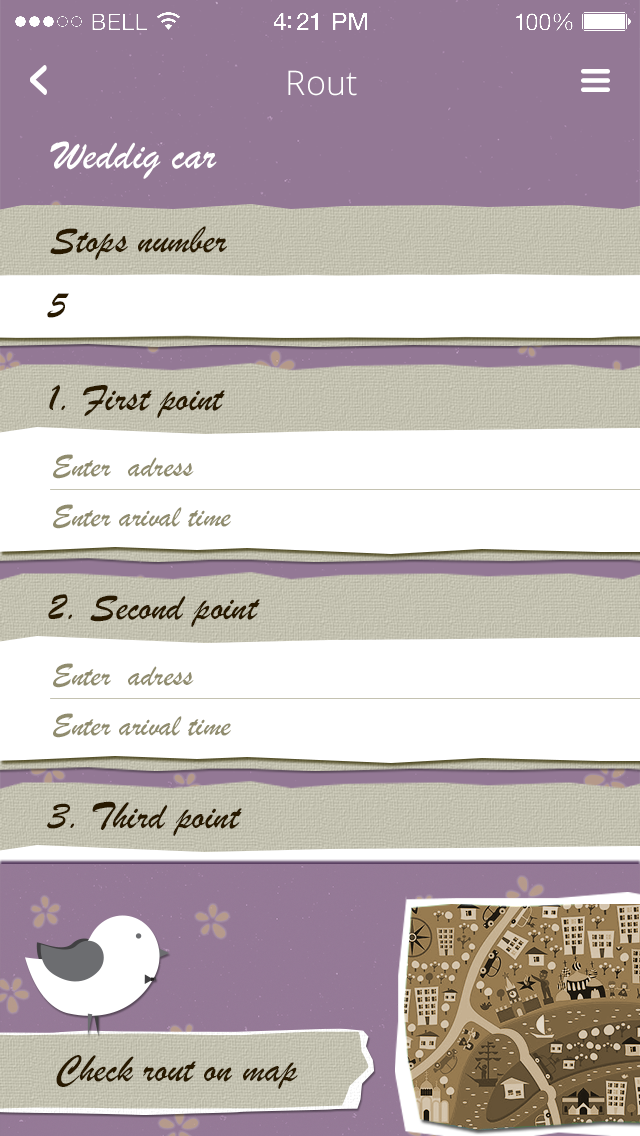 BELL 4:21 PM 100%
Rout
Weddig car
Stops number
5
1. First point
Enter adress
Enter arival time
2. Second point
Enter adress
Enter arival time
3. Third point
Check rout on map